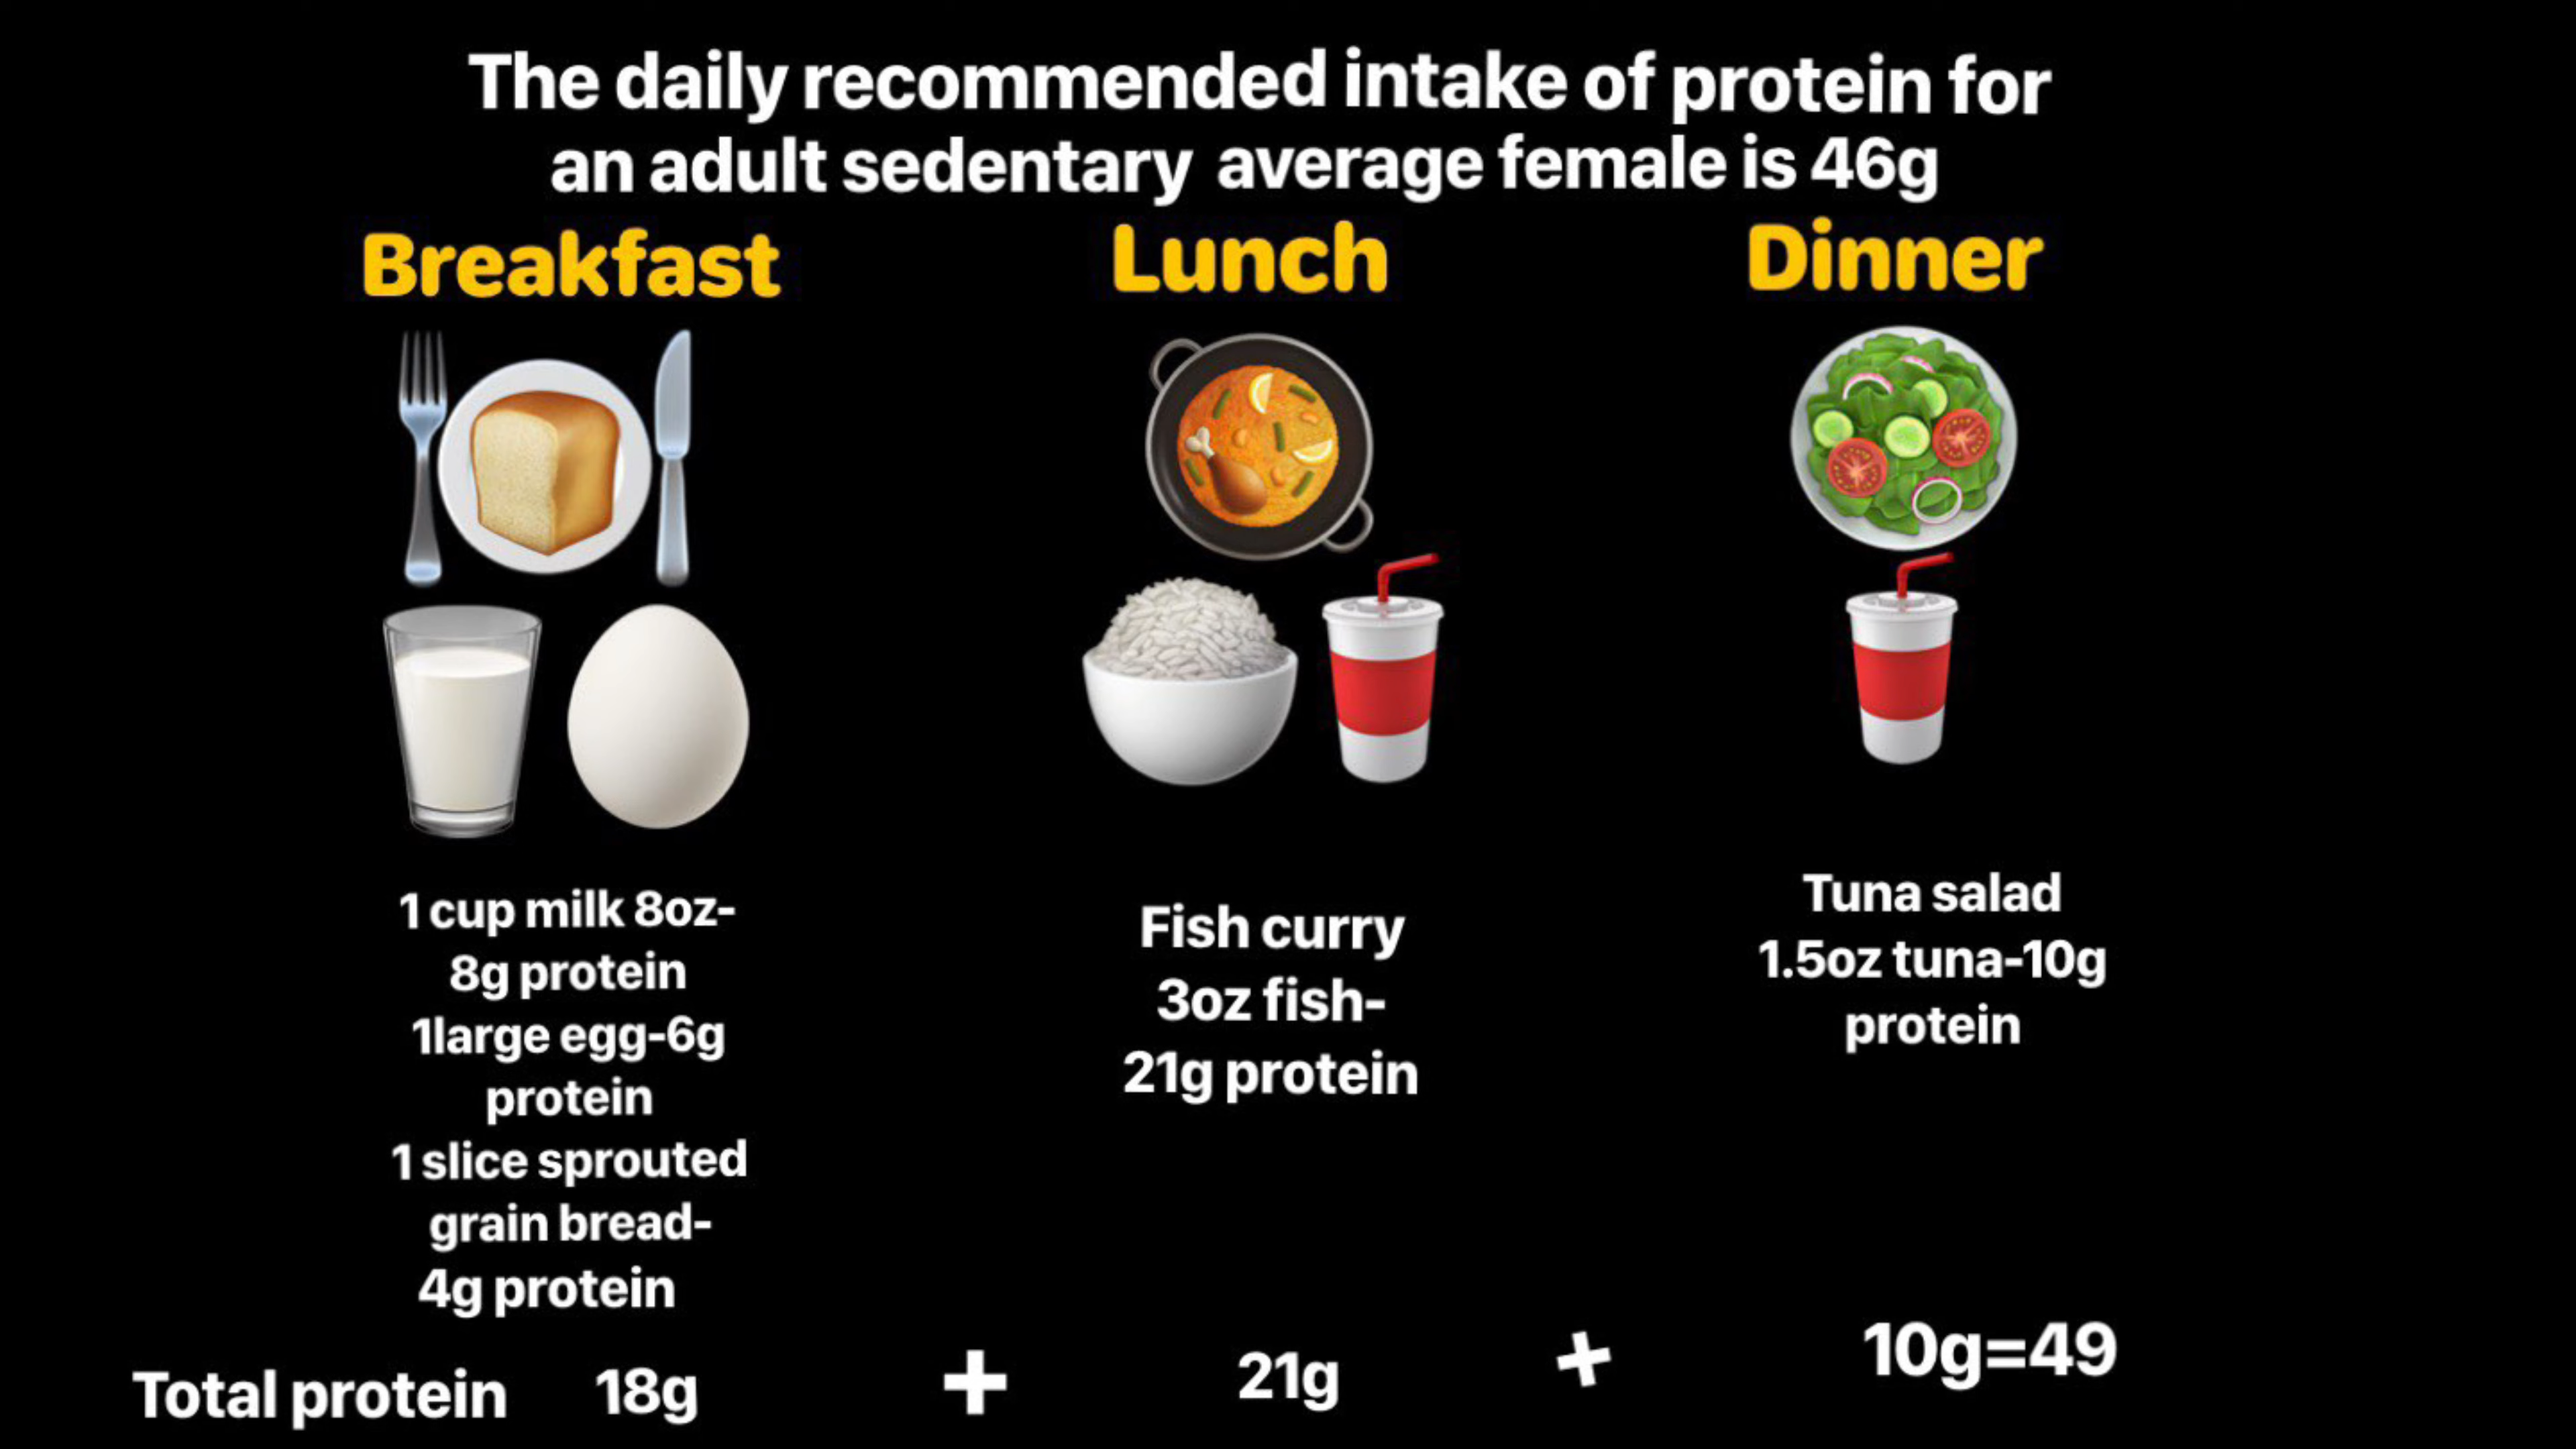 The daily recommended intake of protein for
an adult sedentary average female is 46g
Breakfast
Lunch
Dinner
1 cup milk 8oz-
8g protein
1large egg-6g
protein
1 slice sprouted
grain bread-
4g protein
Fish curry
3oz fish-
21g protein
Tuna salad
1.5oz tuna-10g
protein
Total protein 18g + 21g + 10g=49